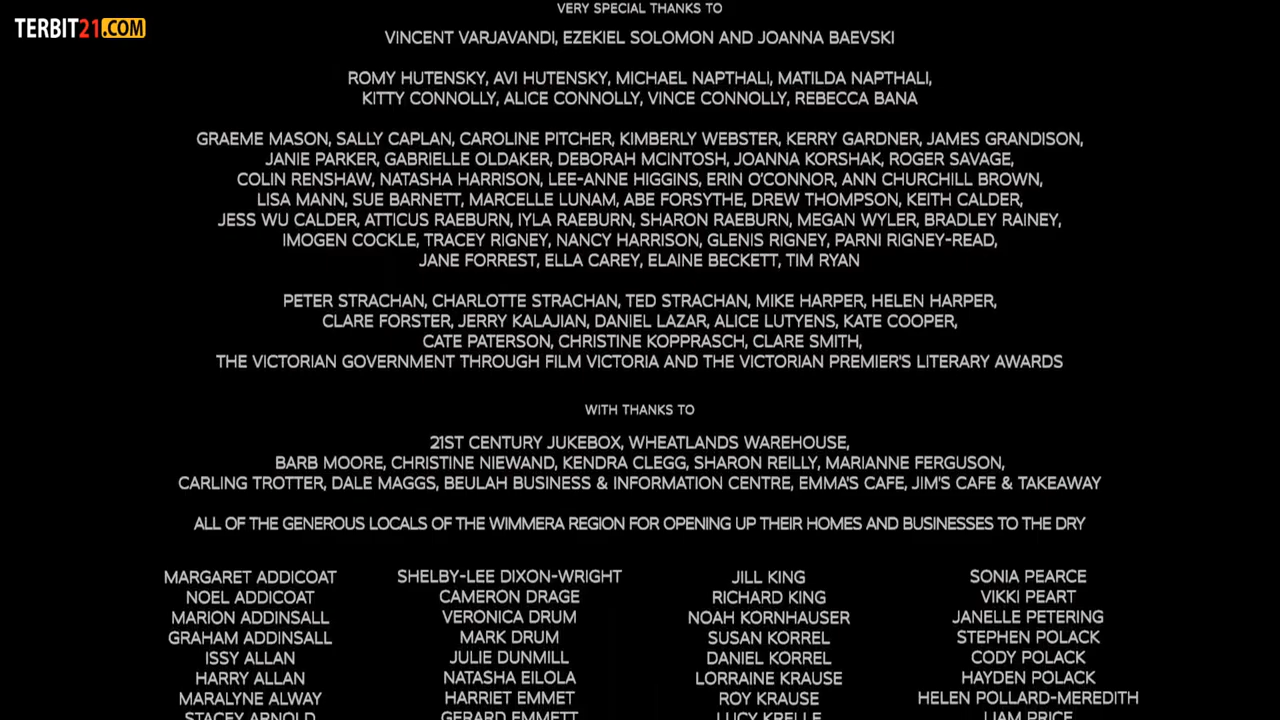 TERBIT21.COM
VERY SPECIAL THANKS TO
VINCENT VARJAVANDI, EZEKIEL SOLOMON AND JOANNA BAEVSKI
ROMY HUTENSKY, AVI HUTENSKY, MICHAEL NAPTHALI, MATILDA NAPTHALI,
KITTY CONNOLLY, ALICE CONNOLLY, VINCE CONNOLLY, REBECCA BANA
GRAEME MASON, SALLY CAPLAN, CAROLINE PITCHER, KIMBERLY WEBSTER, KERRY GARDNER, JAMES GRANDISON,
JANIE PARKER, GABRIELLE OLDAKER, DEBORAH MCINTOSH, JOANNA KORSHAK, ROGER SAVAGE,
COLIN RENSHAW, NATASHA HARRISON, LEE-ANNE HIGGINS, ERIN O'CONNOR, ANN CHURCHILL BROWN,
LISA MANN, SUE BARNETT, MARCELLE LUNAM, ABE FORSYTHE, DREW THOMPSON, KEITH CALDER,
JESS WU CALDER, ATTICUS RAEBURN, IYLA RAEBURN, SHARON RAEBURN, MEGAN WYLER, BRADLEY RAINEY,
IMOGEN COCKLE, TRACEY RIGNEY, NANCY HARRISON, GLENIS RIGNEY, PARNI RIGNEY-READ,
JANE FORREST, ELLA CAREY, ELAINE BECKETT, TIM RYAN
PETER STRACHAN, CHARLOTTE STRACHAN, TED STRACHAN, MIKE HARPER, HELEN HARPER,
CLARE FORSTER, JERRY KALAJIAN, DANIEL LAZAR, ALICE LUTYENS, KATE COOPER,
CATE PATERSON, CHRISTINE KOPPRASCH, CLARE SMITH,
THE VICTORIAN GOVERNMENT THROUGH FILM VICTORIA AND THE VICTORIAN PREMIER'S LITERARY AWARDS
WITH THANKS TO
21ST CENTURY JUKEBOX, WHEATLANDS WAREHOUSE,
BARB MOORE, CHRISTINE NIEWAND, KENDRA CLEGG, SHARON REILLY, MARIANNE FERGUSON,
CARLING TROTTER, DALE MAGGS, BEULAH BUSINESS & INFORMATION CENTRE, EMMA'S CAFE, JIM'S CAFE & TAKEAWAY
ALL OF THE GENEROUS LOCALS OF THE WIMMERA REGION FOR OPENING UP THEIR HOMES AND BUSINESSES TO THE DRY
MARGARET ADDICOAT SHELBY-LEE DIXON-WRIGHT JILL KING SONIA PEARCE
NOEL ADDICOAT CAMERON DRAGE RICHARD KING VIKKI PEART
MARION ADDINSALL VERONICA DRUM NOAH KORNHAUSER JANELLE PETERING
GRAHAM ADDINSALL MARK DRUM SUSAN KORREL STEPHEN POLACK
ISSY ALLAN JULIE DUNMILL DANIEL KORREL CODY POLACK
HARRY ALLAN NATASHA EILOLA LORRAINE KRAUSE HAYDEN POLACK
MARALYNE ALWAY HARRIET EMMET ROY KRAUSE HELEN POLLARD-MEREDITH
STACEY ARNOLD GERARD EMMETT LUCY KRELLE LIAM PRICE